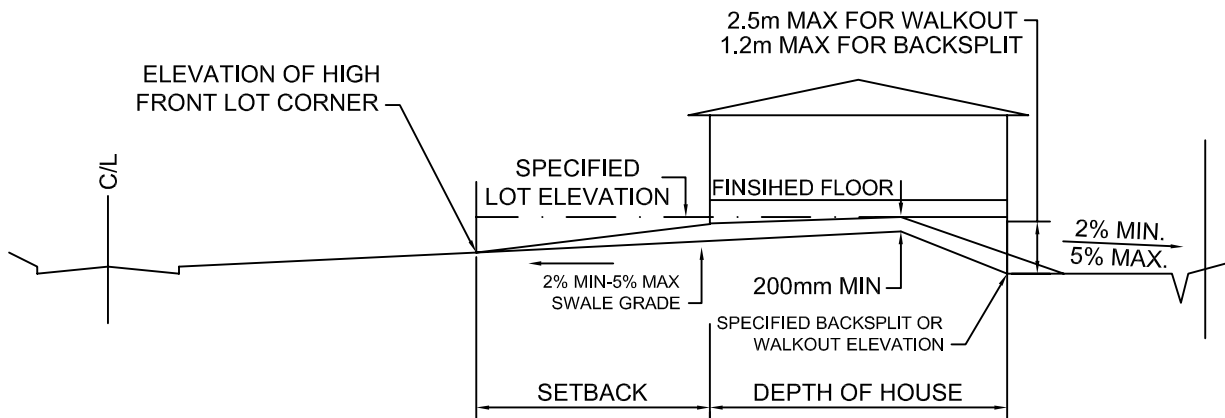 2.5m MAX FOR WALKOUT
1.2m MAX FOR BACKSPLIT
ELEVATION OF HIGH
FRONT LOT CORNER
C/L
SPECIFIED
LOT ELEVATION
FINSIHED FLOOR
2% MIN.
5% MAX.
2% MIN-5% MAX
SWALE GRADE
200mm MIN
SPECIFIED BACKSPLIT OR
WALKOUT ELEVATION
SETBACK
DEPTH OF HOUSE